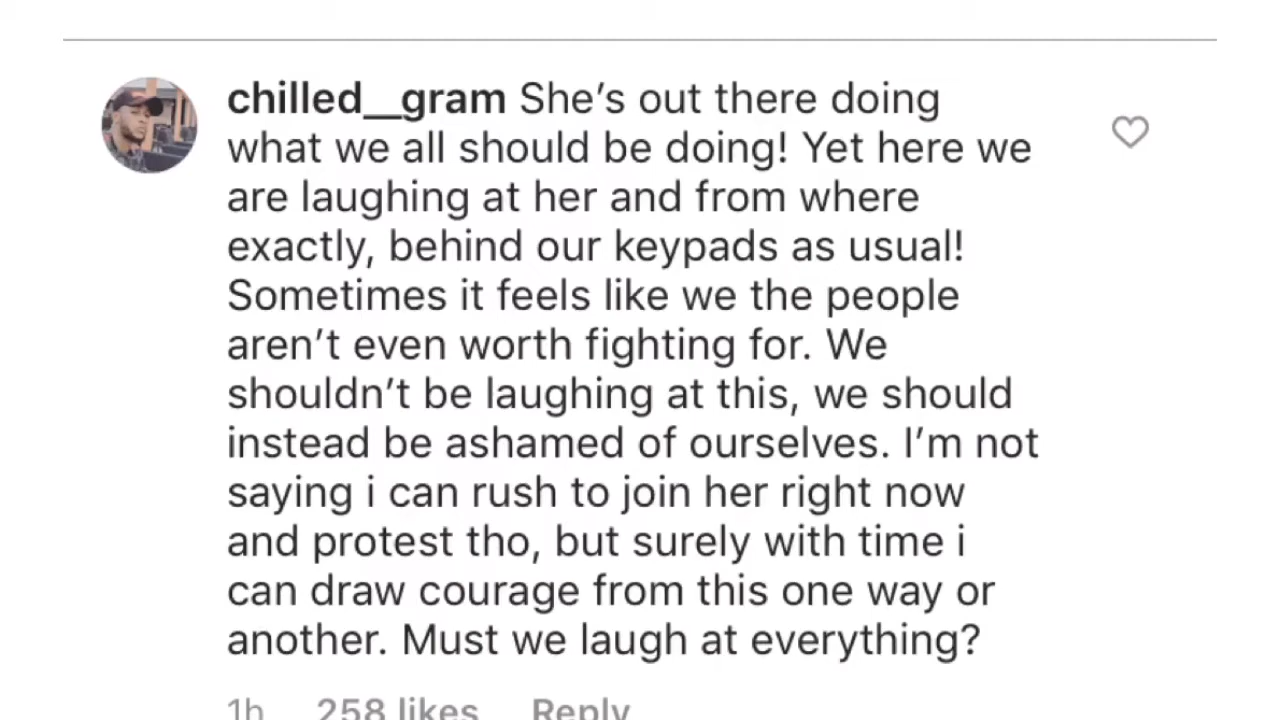 chilled__gram She’s out there doing
what we all should be doing! Yet here we
are laughing at her and from where
exactly, behind our keypads as usual!
Sometimes it feels like we the people
aren’t even worth fighting for. We
shouldn’t be laughing at this, we should
instead be ashamed of ourselves. I’m not
saying i can rush to join her right now
and protest tho, but surely with time i
can draw courage from this one way or
another. Must we laugh at everything?
1h 258 likes Reply